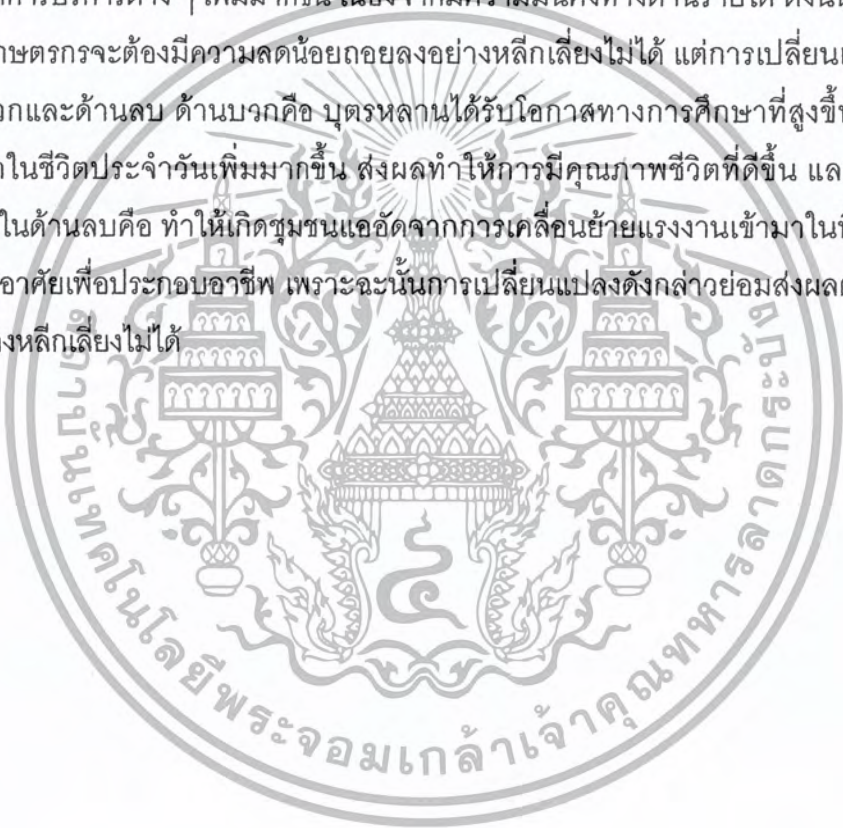 การบริการต่าง ๆ เพิ่มมากขึ้น เนื่องจากมีความมั่นคงทางด้านรายได้
กษตรกรจะต้องมีความลดน้อยถอยลงอย่างหลีกเลี่ยงไม่ได้ แต่การเปลี่ยน
วกและด้านลบ ด้านบวกคือ บุตรหลานได้รับโอกาสทางการศึกษาที่สูงขึ้น
ในชีวิตประจำวันเพิ่มมากขึ้น ส่งผลทำให้การมีคุณภาพชีวิตที่ดีขึ้น และ
ในด้านลบคือ ทำให้เกิดชุมชนแออัดจากการเคลื่อนย้ายแรงงานเข้ามาใน
อาศัยเพื่อประกอบอาชีพ เพราะฉะนั้นการเปลี่ยนแปลงดังกล่าวย่อมส่งผล
งหลีกเลี่ยงไม่ได้
สถาบันเทคโนโลยีพระจอมเกล้าเจ้าคุณทหารลาดกระบัง